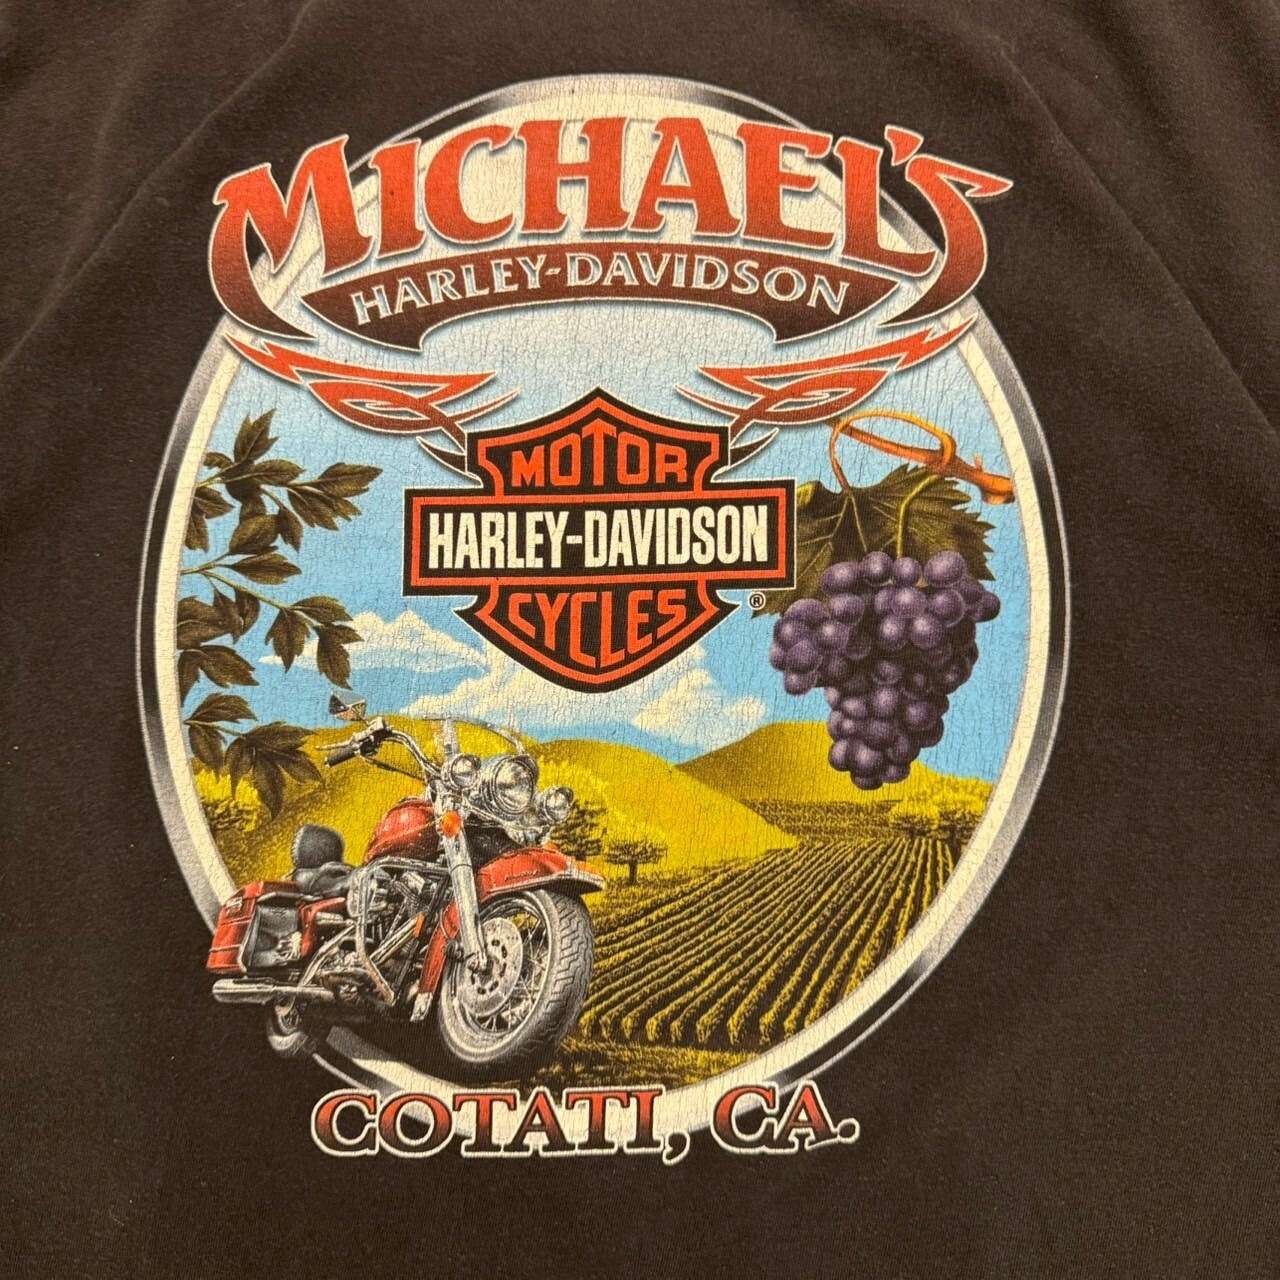 MICHAEL'S
HARLEY-DAVIDSON
MOTOR
HARLEY-DAVIDSON
CYCLES
®
COTATI, CA.